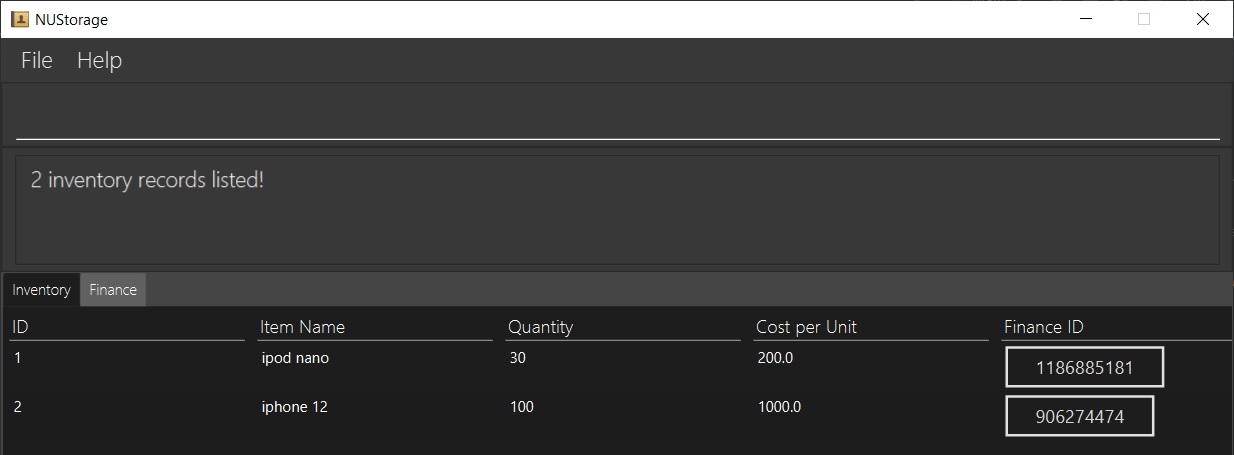 NUStorage
File Help
2 inventory records listed!
Inventory Finance
ID Item Name Quantity Cost per Unit Finance ID
1 ipod nano 30 200.0 1186885181
2 iphone 12 100 1000.0 906274474